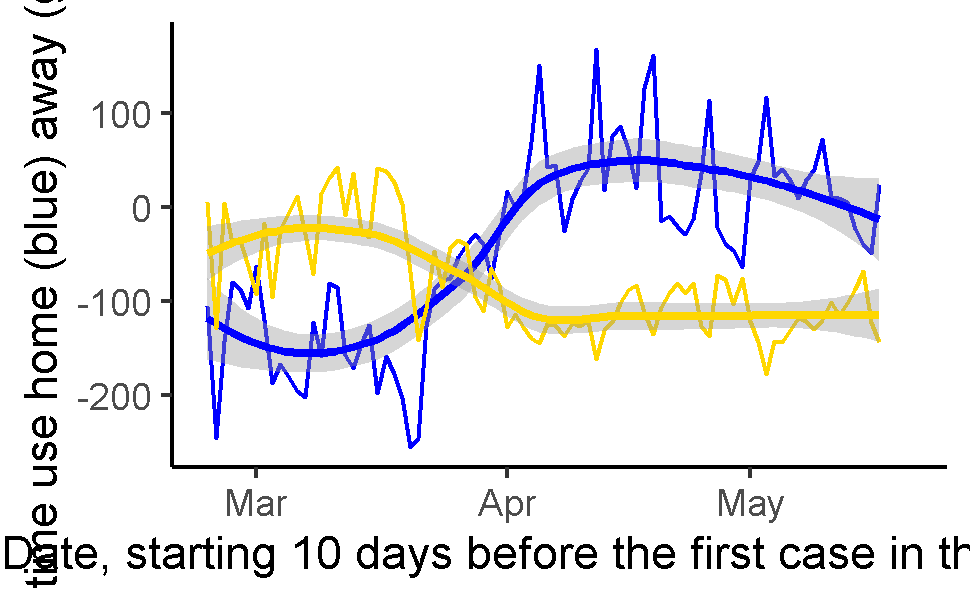 time use home (blue) away (
100
0
-100
-200
Mar Apr May
Date, starting 10 days before the first case in th